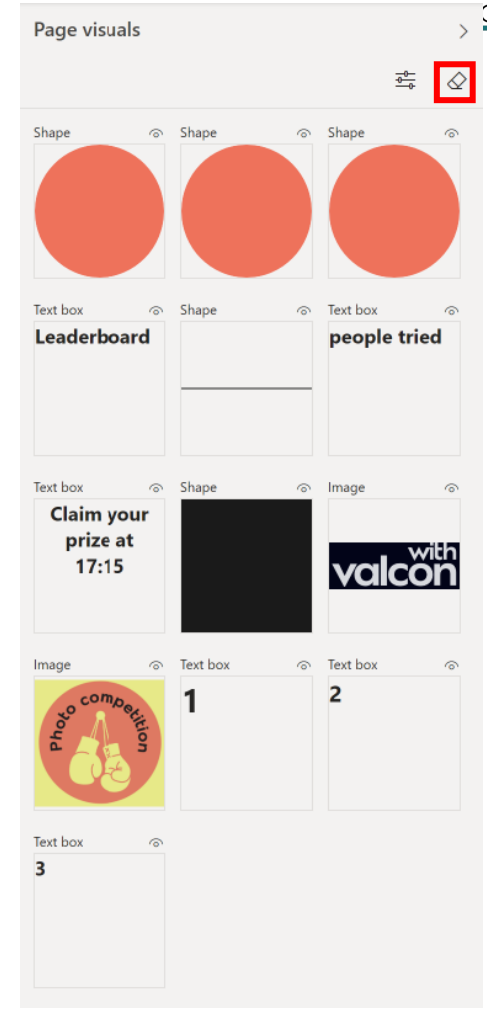 Page visuals
Shape
Shape
Shape
Text box
Shape
Text box
Leaderboard
people tried
Text box
Shape
Image
Claim your
prize at
17:15
with
valcon
Image
Text box
Text box
Photo competition
1
2
Text box
3